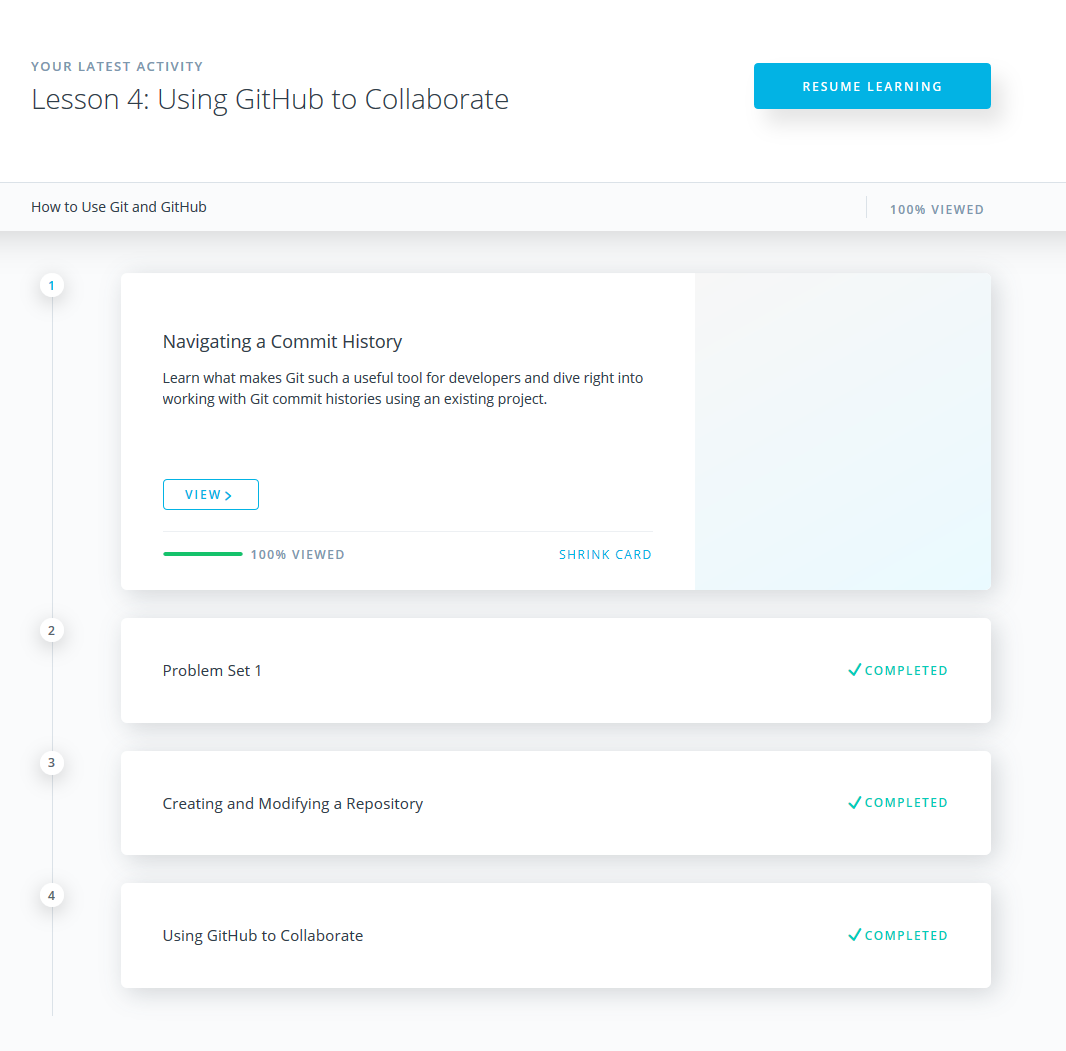 YOUR LATEST ACTIVITY
Lesson 4: Using GitHub to Collaborate
RESUME LEARNING
How to Use Git and GitHub
100% VIEWED
1
Navigating a Commit History
Learn what makes Git such a useful tool for developers and dive right into
working with Git commit histories using an existing project.
VIEW
100% VIEWED
SHRINK CARD
2
Problem Set 1
COMPLETED
3
Creating and Modifying a Repository
COMPLETED
4
Using GitHub to Collaborate
COMPLETED